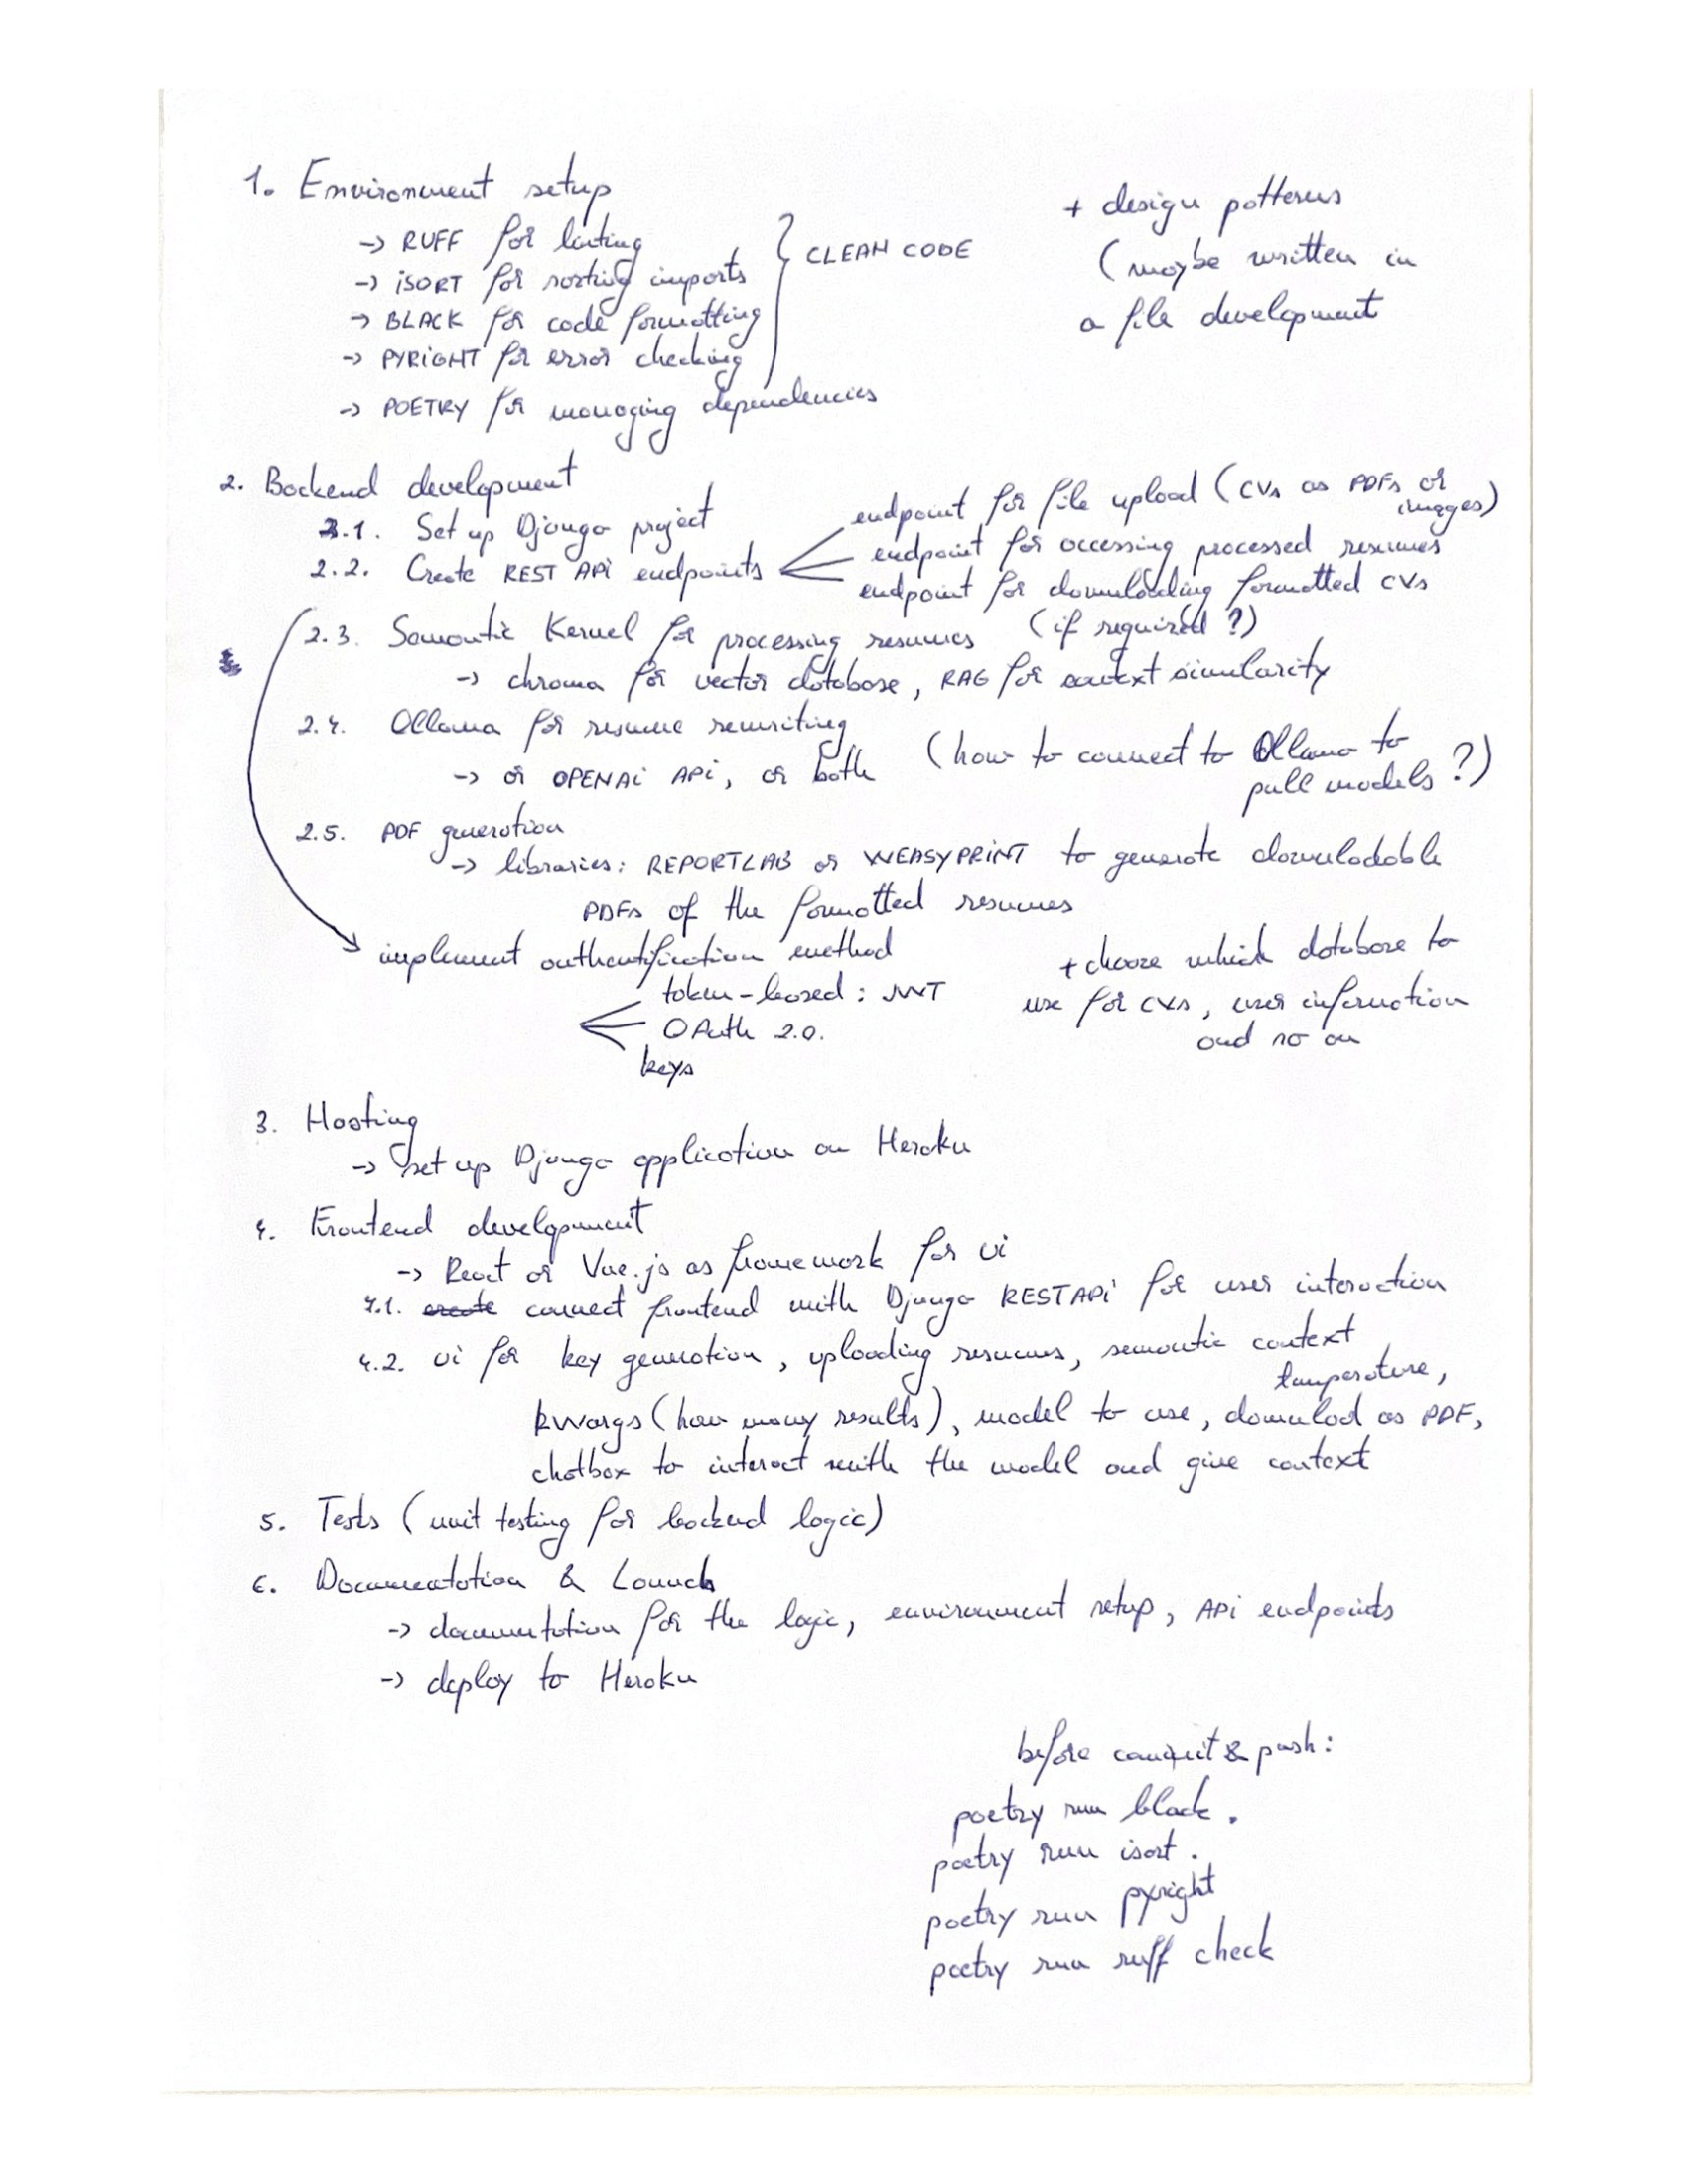 1. Environment setup
-> RUFF for linting
-> iSORT for sorting imports
-> BLACK for code formatting
-> PYRIGHT for error checking
-> POETRY for managing dependencies
CLEAN CODE
+ design patterns
(maybe written in
a file development
2. Backend development
2.1. Set up Django project
2.2. Create REST APi endpoints
endpoint for file upload (CVs as PDFs or
images)
endpoint for accessing processed resumes
endpoint for downloading formatted CVs
2.3. Semantic Kernel for processing resumes (if required?)
-> chroma for vector database, RAG for context similarity
2.4. Ollama for resume rewriting
-> or OPENAi APi, or both
(how to connect to Ollama to
pull models?)
2.5. PDF generation
-> libraries: REPORTLAB or WEASYPRINT to generate downloadable
PDFs of the formatted resumes
implement authentification method
token-based: JWT
OAuth 2.0.
keys
+ choose which database to
use for CVs, user information
and so on
3. Hosting
-> set up Django application on Heroku
4. Frontend development
-> React or Vue.js as framework for Ui
4.1. create connect frontend with Django REST APi for user interaction
4.2. Ui for key generation, uploading resumes, semantic context
temperature,
kwargs (how many results), model to use, downlod as PDF,
chatbox to interact with the model and give context
5. Tests (unit testing for backend logic)
6. Documentation & Launch
-> documentation for the logic, environment setup, APi endpoints
-> deploy to Heroku
before commit & push:
poetry run black .
poetry run isort .
poetry run pyright
poetry run ruff check